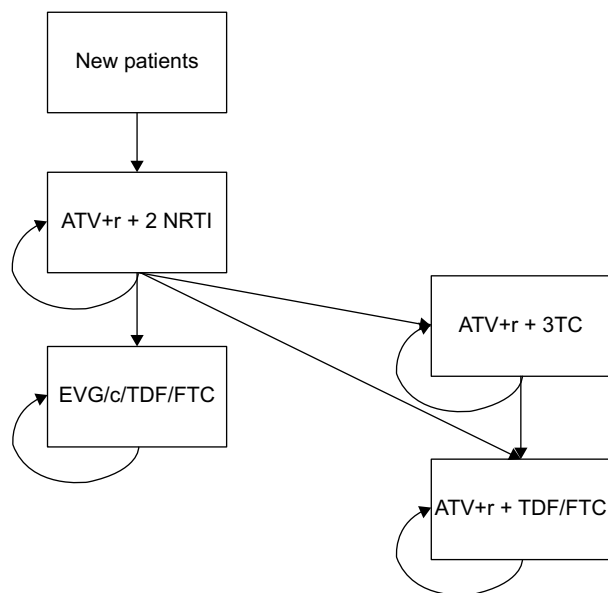 New patients
ATV+r + 2 NRTI
ATV+r + 3TC
EVG/c/TDF/FTC
ATV+r + TDF/FTC